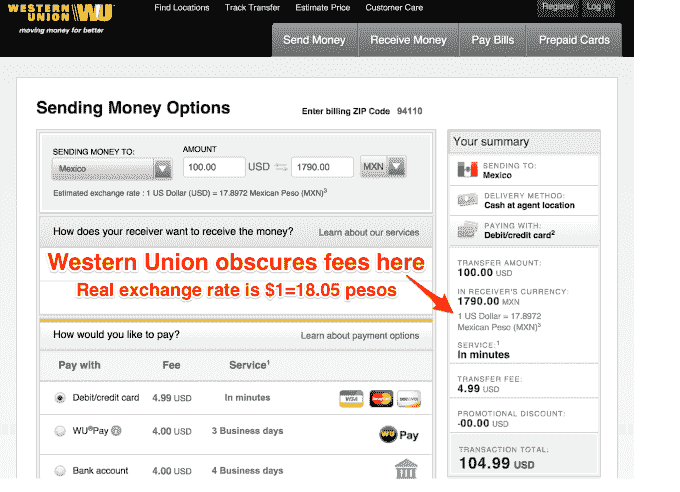 WESTERN UNION WU
moving money for better
Find Locations Track Transfer Estimate Price Customer Care
Register Log In
Send Money Receive Money Pay Bills Prepaid Cards
Sending Money Options
Enter billing ZIP Code 94110
SENDING MONEY TO:
Mexico
AMOUNT
100.00 USD 1790.00 MXN
Estimated exchange rate : 1 US Dollar (USD) = 17.8972 Mexican Peso (MXN)3
How does your receiver want to receive the money? Learn about our services
Western Union obscures fees here
Real exchange rate is $1=18.05 pesos
How would you like to pay? Learn about payment options
Pay with Fee Service1
Debit/credit card 4.99 USD In minutes VISA MasterCard DISCOVER
WU®Pay 4.00 USD 3 Business days WU Pay
Bank account 4.00 USD 4 Business days
Your summary
SENDING TO:
Mexico
DELIVERY METHOD:
Cash at agent location
PAYING WITH:
Debit/credit card2
TRANSFER AMOUNT:
100.00 USD
IN RECEIVER'S CURRENCY:
1790.00 MXN
1 US Dollar = 17.8972
Mexican Peso (MXN)3
SERVICE:1
In minutes
TRANSFER FEE:
4.99 USD
PROMOTIONAL DISCOUNT:
-00.00 USD
TRANSACTION TOTAL:
104.99 USD